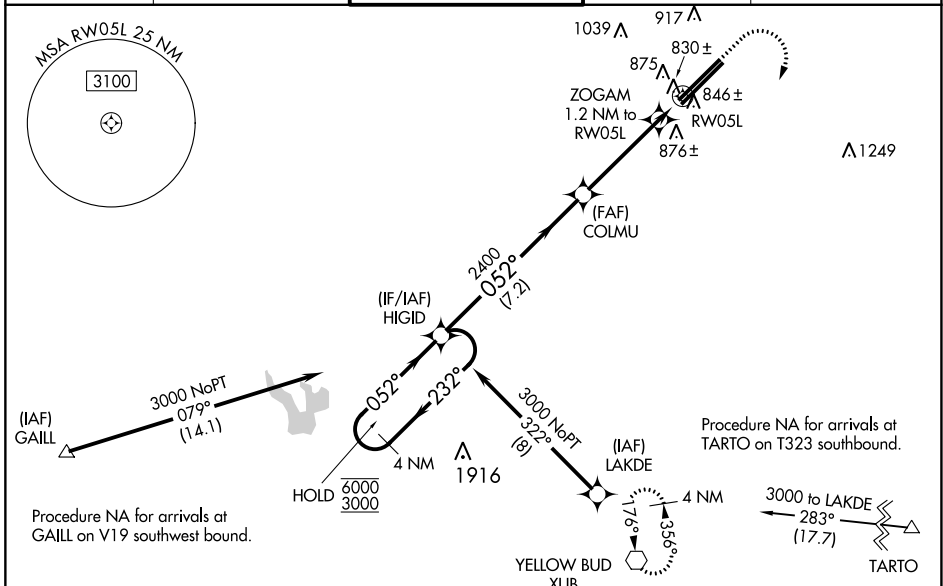 MSA RW05L 25 NM
3100
1039
917
830±
875
846±
ZOGAM
1.2 NM to
RW05L
RW05L
876±
1249
(FAF)
COLMU
2400
052°
(7.2)
(IF/IAF)
HIGID
052°
232°
3000 NoPT
079°
(14.1)
(IAF)
GAILL
4 NM
1916
HOLD 6000
3000
3000 NoPT
322°
(8)
(IAF)
LAKDE
Procedure NA for arrivals at
TARTO on T323 southbound.
4 NM
176°
356°
3000 to LAKDE
283°
(17.7)
TARTO
Procedure NA for arrivals at
GAILL on V19 southwest bound.
YELLOW BUD
XUB